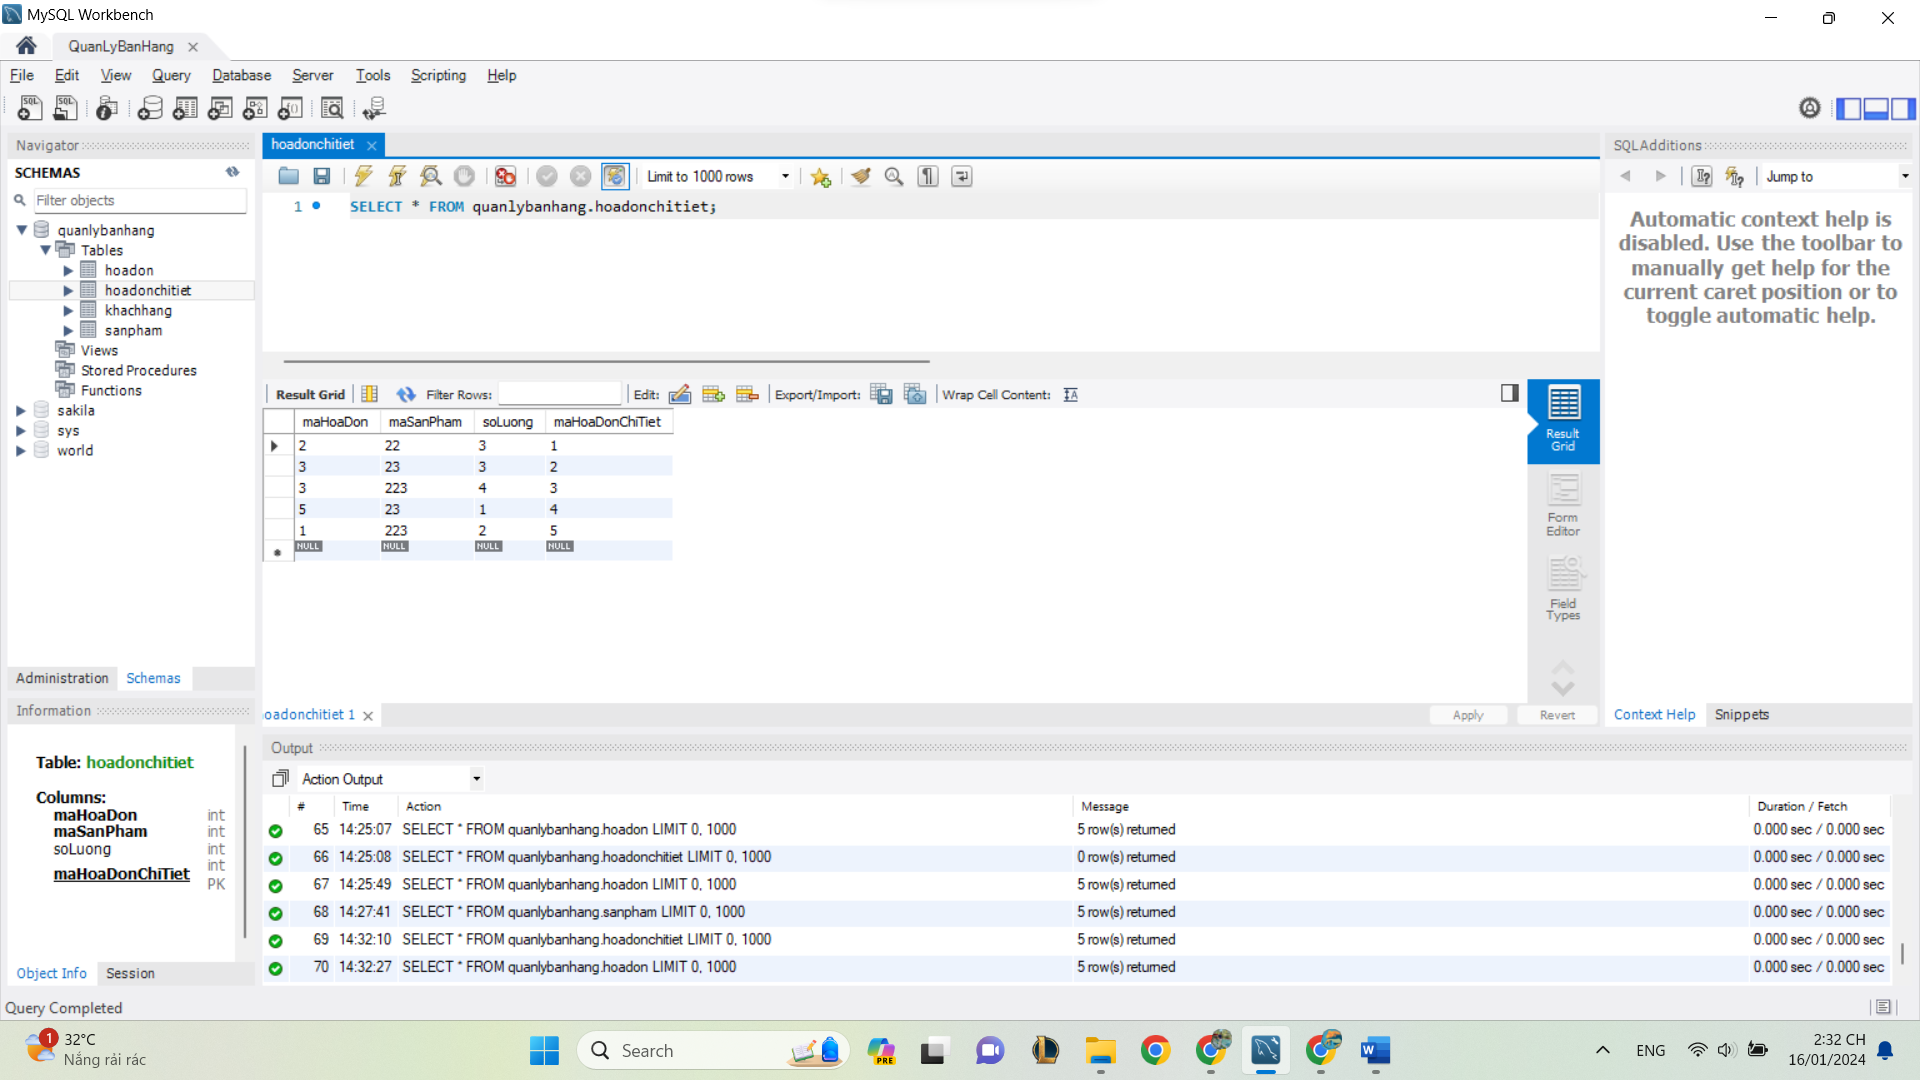 MySQL Workbench
QuanLyBanHang
File Edit View Query Database Server Tools Scripting Help
Navigator
SCHEMAS
Filter objects
quanlybanhang
Tables
hoadon
hoadonchitiet
khachhang
sanpham
Views
Stored Procedures
Functions
sakila
sys
world
Administration Schemas
Information
Table: hoadonchitiet
Columns:
maHoaDon int
maSanPham int
soLuong int
maHoaDonChiTiet int
PK
Object Info Session
Query Completed
hoadonchitiet
Limit to 1000 rows
1 SELECT * FROM quanlybanhang.hoadonchitiet;
Result Grid Filter Rows: Edit: Export/Import: Wrap Cell Content:
maHoaDon maSanPham soLuong maHoaDonChiTiet
2 22 3 1
3 23 3 2
3 223 4 3
5 23 1 4
1 223 2 5
NULL NULL NULL NULL
Result
Grid
Form
Editor
Field
Types
oadonchitiet 1
Apply Revert
SQLAdditions
Jump to
Automatic context help is
disabled. Use the toolbar to
manually get help for the
current caret position or to
toggle automatic help.
Context Help Snippets
Output
Action Output
# Time Action Message Duration / Fetch
65 14:25:07 SELECT * FROM quanlybanhang.hoadon LIMIT 0, 1000 5 row(s) returned 0.000 sec / 0.000 sec
66 14:25:08 SELECT * FROM quanlybanhang.hoadonchitiet LIMIT 0, 1000 0 row(s) returned 0.000 sec / 0.000 sec
67 14:25:49 SELECT * FROM quanlybanhang.hoadon LIMIT 0, 1000 5 row(s) returned 0.000 sec / 0.000 sec
68 14:27:41 SELECT * FROM quanlybanhang.sanpham LIMIT 0, 1000 5 row(s) returned 0.000 sec / 0.000 sec
69 14:32:10 SELECT * FROM quanlybanhang.hoadonchitiet LIMIT 0, 1000 5 row(s) returned 0.000 sec / 0.000 sec
70 14:32:27 SELECT * FROM quanlybanhang.hoadon LIMIT 0, 1000 5 row(s) returned 0.000 sec / 0.000 sec
1
32°C
Nắng rải rác
Search
PRE
ENG
2:32 CH
16/01/2024